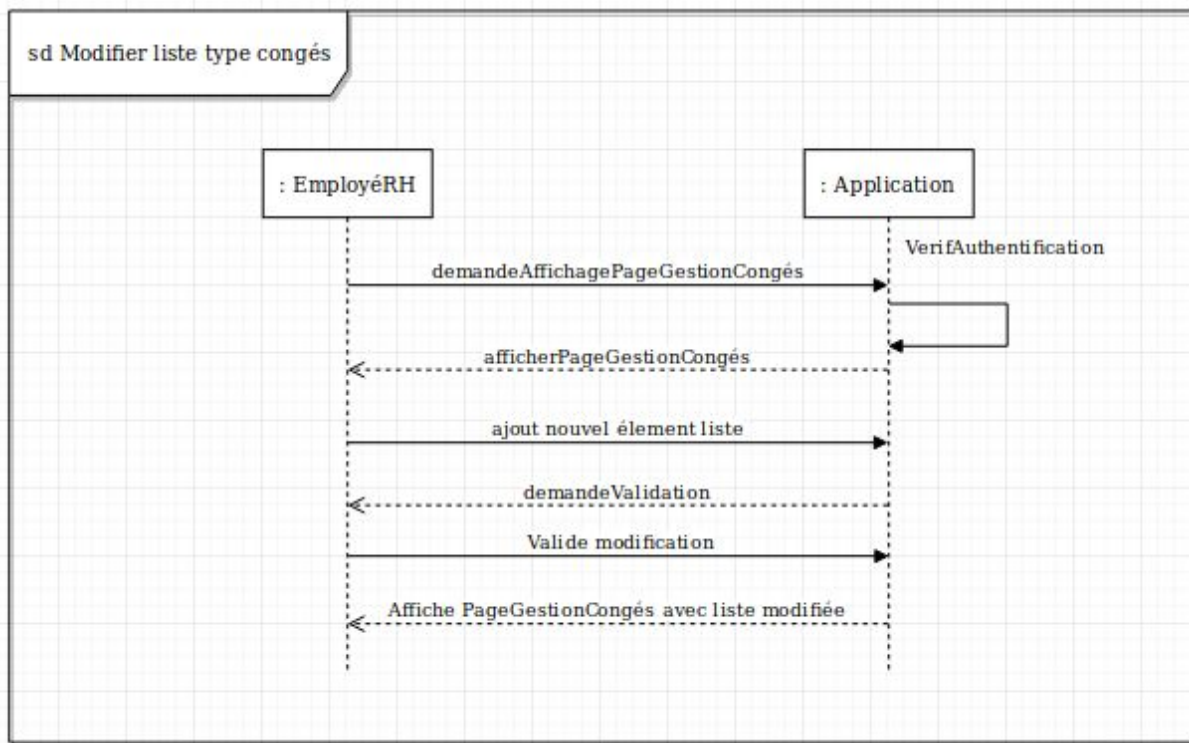 sd Modifier liste type congés
: EmployéRH
: Application
VerifAuthentification
demandeAffichagePageGestionCongés
afficherPageGestionCongés
ajout nouvel élement liste
demandeValidation
Valide modification
Affiche PageGestionCongés avec liste modifiée